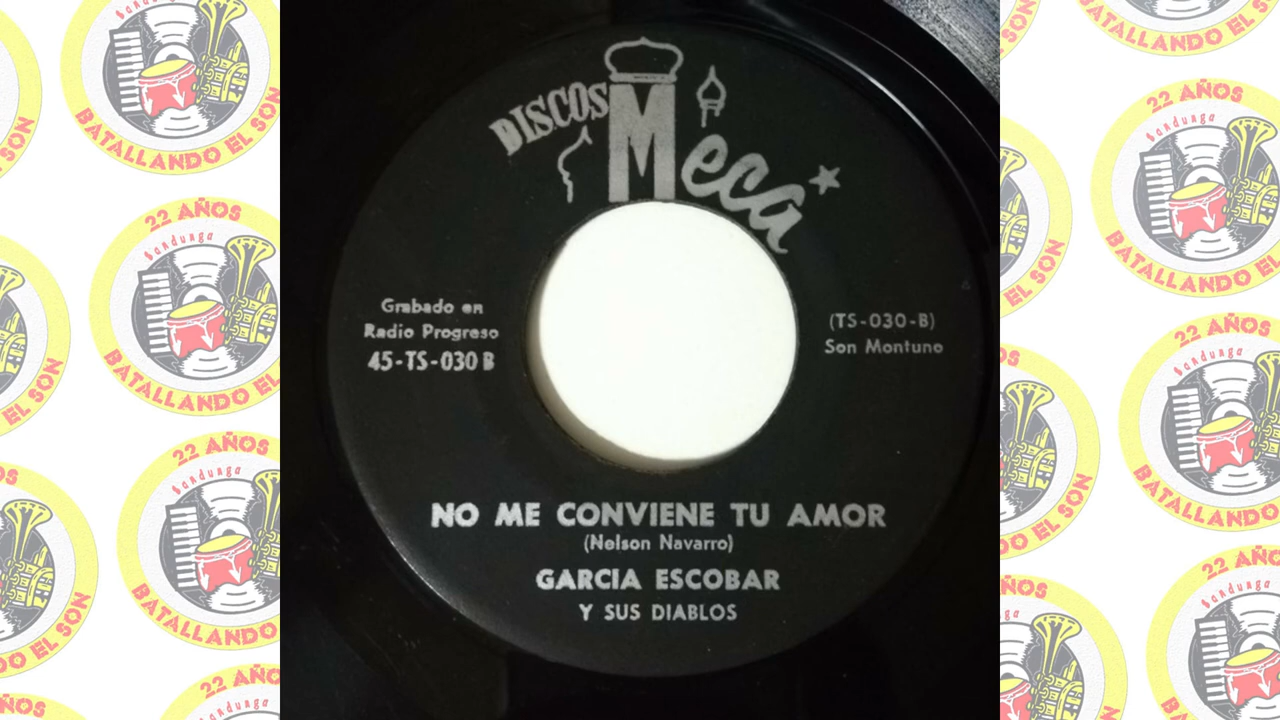 DISCOS Meca
Grabado en
Radio Progreso
45-TS-030 B
(TS-030-B)
Son Montuno
NO ME CONVIENE TU AMOR
(Nelson Navarro)
GARCIA ESCOBAR
Y SUS DIABLOS
22 AÑOS
Bandunga
BATALLANDO EL SON